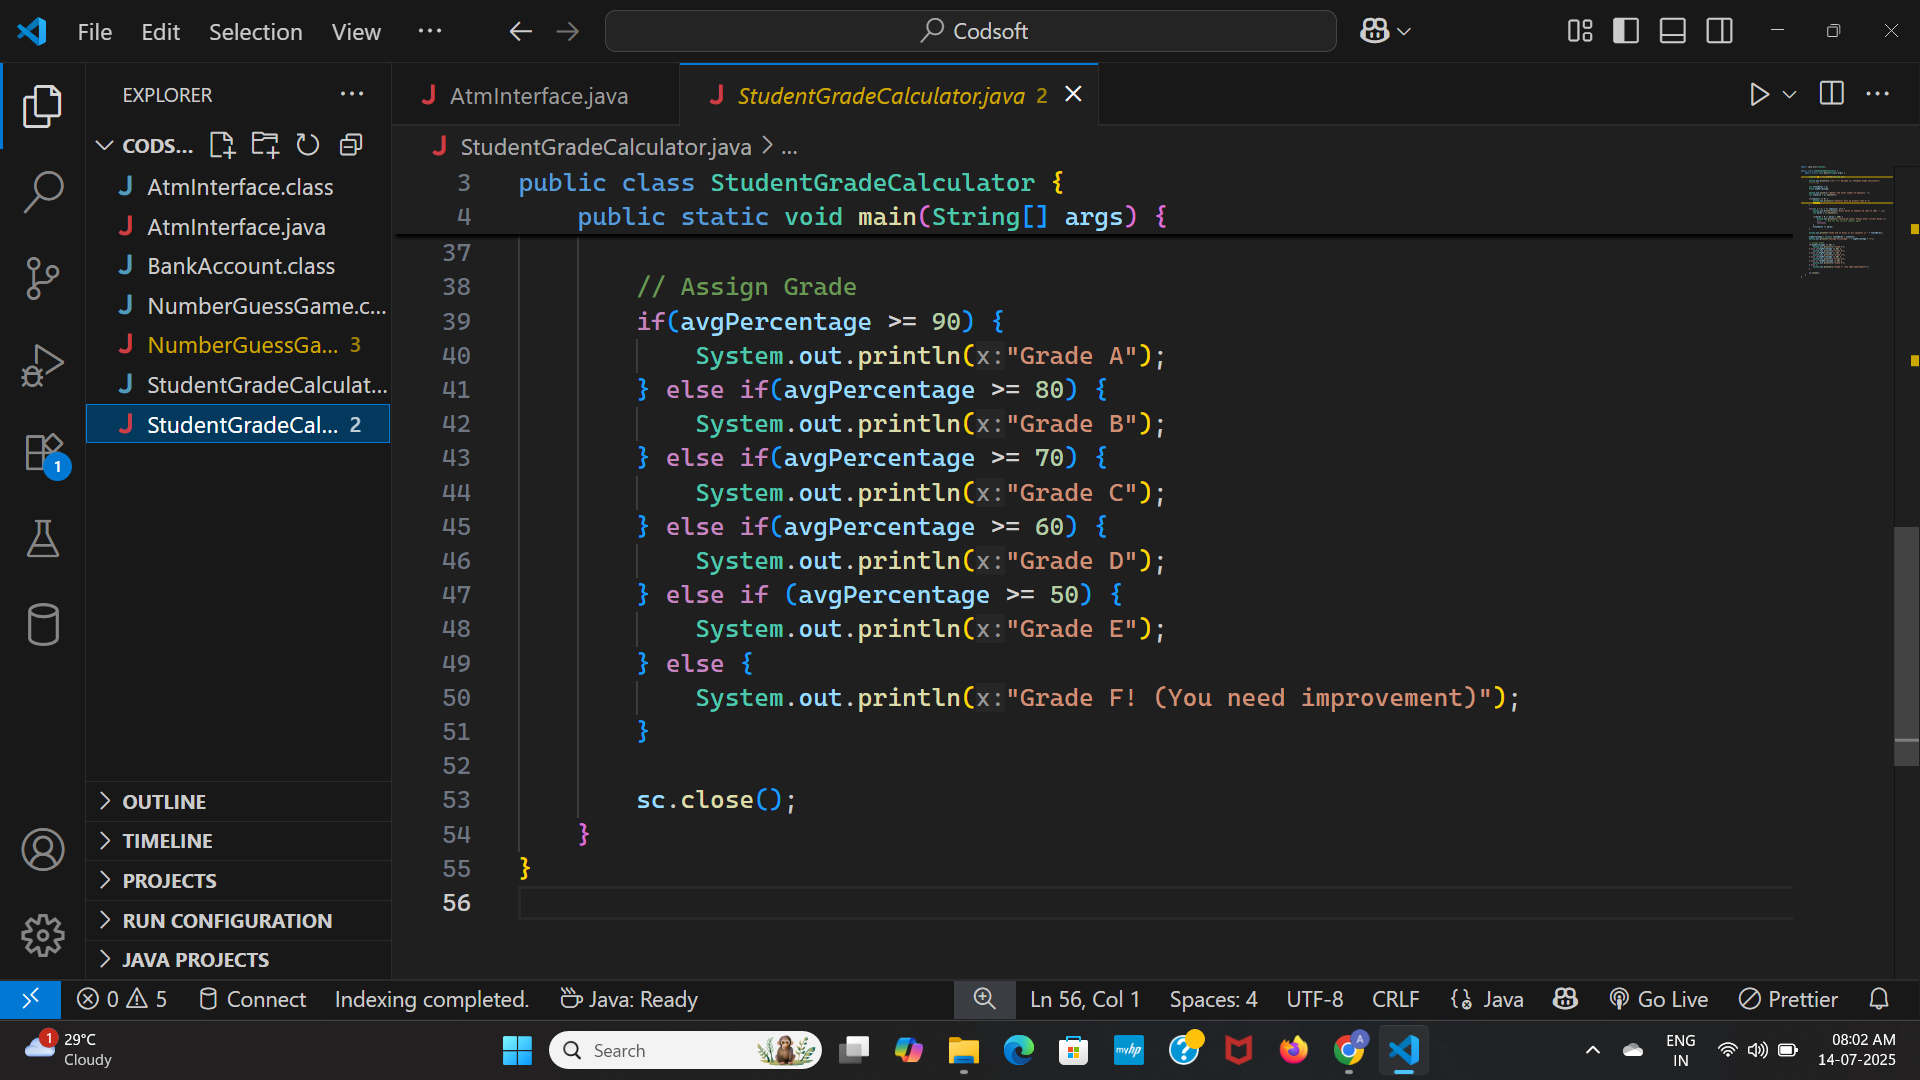 File Edit Selection View ··· Codsoft
EXPLORER ···
CODS...
AtmInterface.class
AtmInterface.java
BankAccount.class
NumberGuessGame.c...
NumberGuessGa... 3
StudentGradeCalculat...
StudentGradeCal... 2
OUTLINE
TIMELINE
PROJECTS
RUN CONFIGURATION
JAVA PROJECTS
AtmInterface.java StudentGradeCalculator.java 2
StudentGradeCalculator.java > ...
3 public class StudentGradeCalculator {
4 public static void main(String[] args) {
37
38 // Assign Grade
39 if(avgPercentage >= 90) {
40 System.out.println(x:"Grade A");
41 } else if(avgPercentage >= 80) {
42 System.out.println(x:"Grade B");
43 } else if(avgPercentage >= 70) {
44 System.out.println(x:"Grade C");
45 } else if(avgPercentage >= 60) {
46 System.out.println(x:"Grade D");
47 } else if (avgPercentage >= 50) {
48 System.out.println(x:"Grade E");
49 } else {
50 System.out.println(x:"Grade F! (You need improvement)");
51 }
52
53 sc.close();
54 }
55 }
56
1
0 5 Connect Indexing completed. Java: Ready Ln 56, Col 1 Spaces: 4 UTF-8 CRLF Java Go Live Prettier
1 29°C
Cloudy
Search
myhp
A
ENG
IN
08:02 AM
14-07-2025